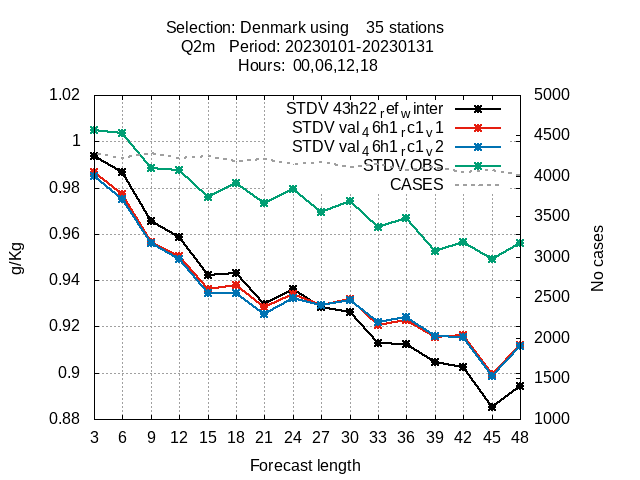 Selection: Denmark using    35 stations
Q2m   Period: 20230101-20230131
Hours:  00,06,12,18
1.02
1
0.98
0.96
0.94
0.92
0.9
0.88
g/Kg
STDV 43h22_ref_winter
STDV val_46h1_rc1_v1
STDV val_46h1_rc1_v2
STDV OBS
CASES
5000
4500
4000
3500
3000
2500
2000
1500
1000
No cases
3 6 9 12 15 18 21 24 27 30 33 36 39 42 45 48
Forecast length